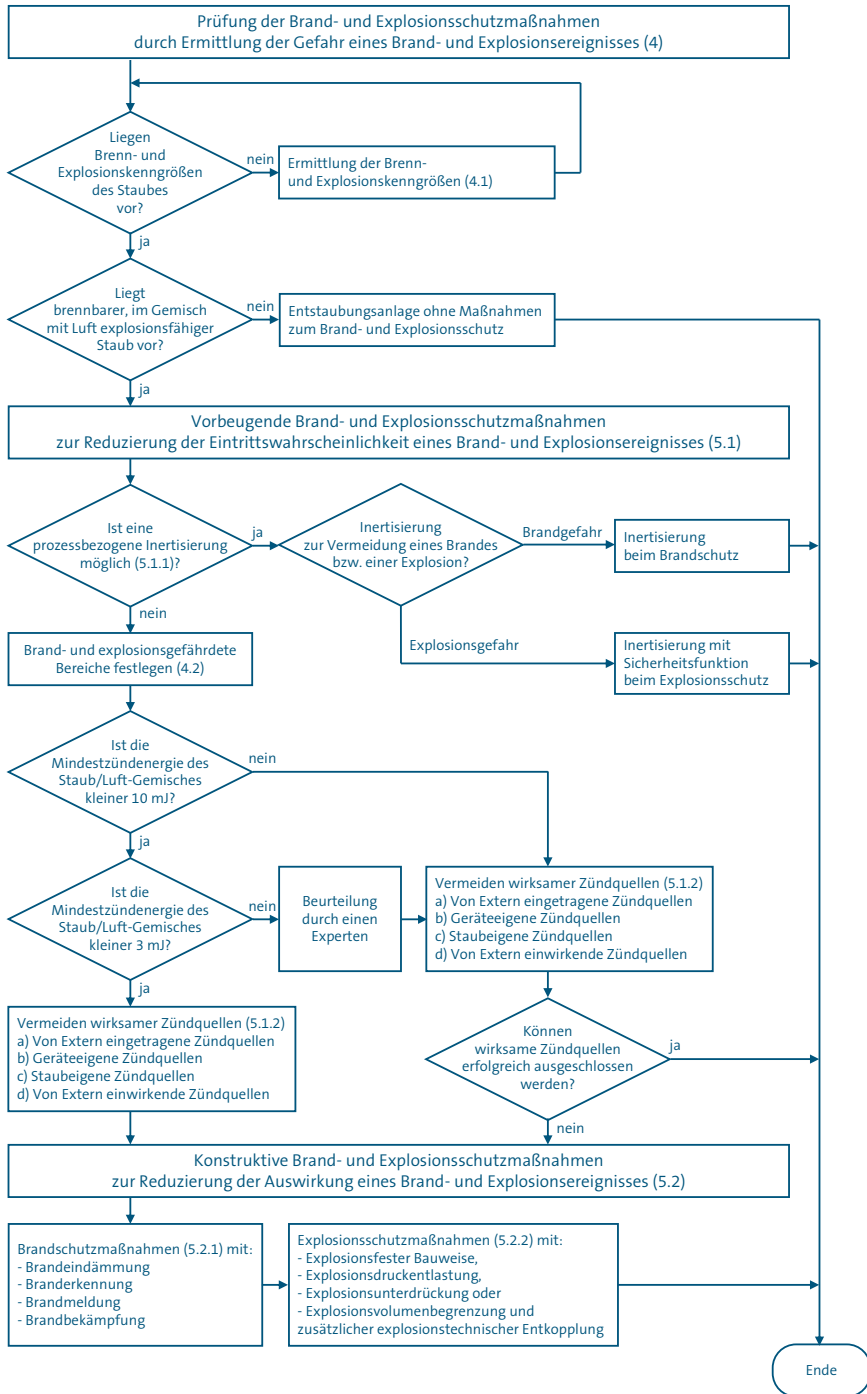 Prüfung der Brand- und Explosionsschutzmaßnahmen
durch Ermittlung der Gefahr eines Brand- und Explosionsereignisses (4)
Liegen
Brenn- und
Explosionskenngrößen
des Staubes
vor?
nein
Ermittlung der Brenn-
und Explosionskenngrößen (4.1)
ja
Liegt
brennbarer, im Gemisch
mit Luft explosionsfähiger
Staub vor?
nein
Entstaubungsanlage ohne Maßnahmen
zum Brand- und Explosionsschutz
ja
Vorbeugende Brand- und Explosionsschutzmaßnahmen
zur Reduzierung der Eintrittswahrscheinlichkeit eines Brand- und Explosionsereignisses (5.1)
Ist eine
prozessbezogene Inertisierung
möglich (5.1.1)?
ja
Inertisierung
zur Vermeidung eines Brandes
bzw. einer Explosion?
Brandgefahr
Inertisierung
beim Brandschutz
nein
Explosionsgefahr
Inertisierung mit
Sicherheitsfunktion
beim Explosionsschutz
Brand- und explosionsgefährdete
Bereiche festlegen (4.2)
Ist die
Mindestzündenergie des
Staub/Luft-Gemisches
kleiner 10 mJ?
nein
ja
Ist die
Mindestzündenergie des
Staub/Luft-Gemisches
kleiner 3 mJ?
nein
Beurteilung
durch einen
Experten
Vermeiden wirksamer Zündquellen (5.1.2)
a) Von Extern eingetragene Zündquellen
b) Geräteeigene Zündquellen
c) Staubeigene Zündquellen
d) Von Extern einwirkende Zündquellen
ja
Vermeiden wirksamer Zündquellen (5.1.2)
a) Von Extern eingetragene Zündquellen
b) Geräteeigene Zündquellen
c) Staubeigene Zündquellen
d) Von Extern einwirkende Zündquellen
Können
wirksame Zündquellen
erfolgreich ausgeschlossen
werden?
ja
nein
Konstruktive Brand- und Explosionsschutzmaßnahmen
zur Reduzierung der Auswirkung eines Brand- und Explosionsereignisses (5.2)
Brandschutzmaßnahmen (5.2.1) mit:
- Brandeindämmung
- Branderkennung
- Brandmeldung
- Brandbekämpfung
Explosionsschutzmaßnahmen (5.2.2) mit:
- Explosionsfester Bauweise,
- Explosionsdruckentlastung,
- Explosionsunterdrückung oder
- Explosionsvolumenbegrenzung und
zusätzlicher explosionstechnischer Entkopplung
Ende